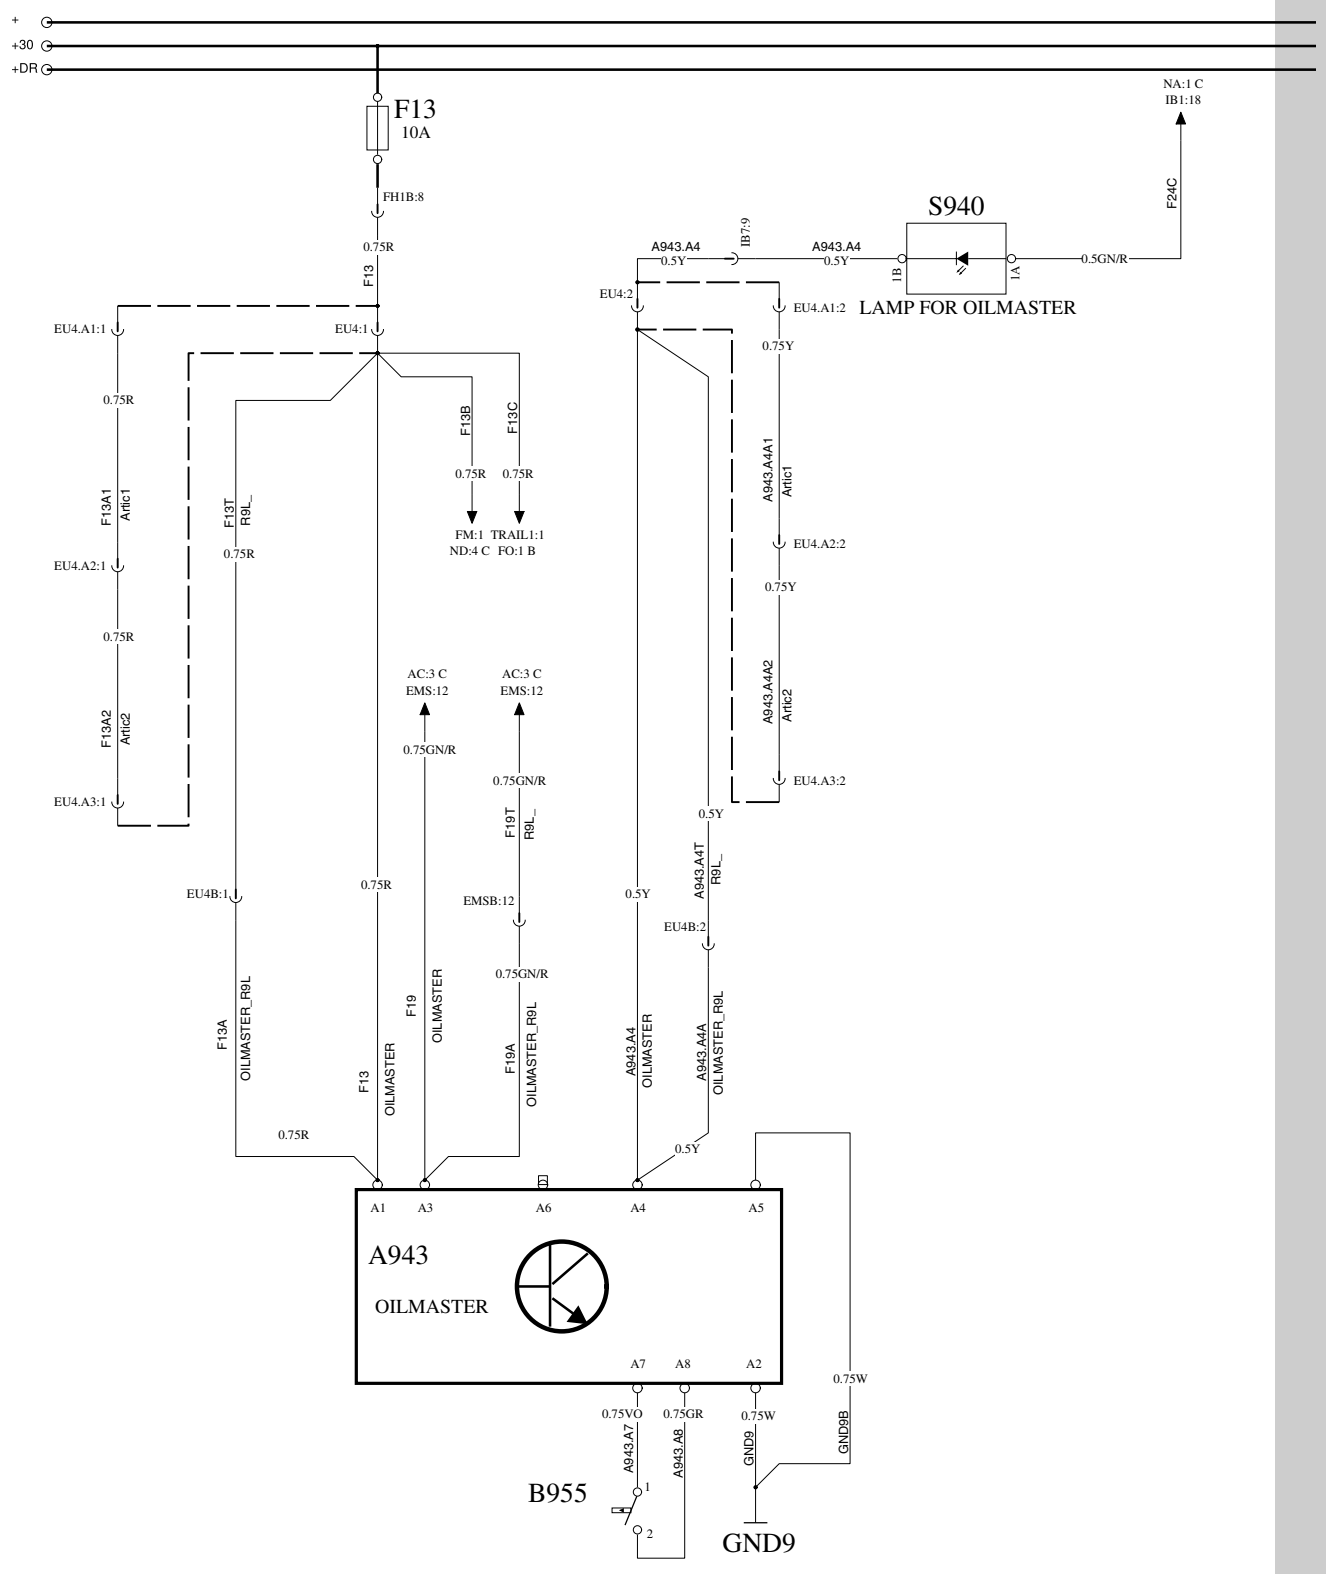 +
+30
+DR
NA:1 C
IB1:18
F13
10A
FH1B:8
F24C
S940
0.75R
F13
A943.A4
0.5Y
IB7:9
A943.A4
0.5Y
1B
1A
0.5GN/R
LAMP FOR OILMASTER
EU4:2
EU4.A1:2
EU4.A1:1
EU4:1
0.75Y
0.75R
F13B
F13C
0.75R
0.75R
A943.A4A1
Artic1
F13A1
Artic1
F13T
R9L_
0.75R
FM:1
ND:4 C
TRAIL1:1
FO:1 B
EU4.A2:2
EU4.A2:1
0.75Y
0.75R
AC:3 C
EMS:12
AC:3 C
EMS:12
A943.A4A2
Artic2
F13A2
Artic2
0.75GN/R
0.75GN/R
EU4.A3:2
EU4.A3:1
F19T
R9L_
0.5Y
A943.A4T
R9L_
EU4B:1
0.75R
EMSB:12
0.5Y
EU4B:2
0.75GN/R
F19
OILMASTER
F13A
OILMASTER_R9L
F13
OILMASTER
F19A
OILMASTER_R9L
A943.A4
OILMASTER
A943.A4A
OILMASTER_R9L
0.75R
0.5Y
A1
A3
A6
A4
A5
A943
OILMASTER
A7
A8
A2
0.75W
0.75VO
0.75GR
0.75W
A943.A7
A943.A8
GND9
GND9B
B955
1
2
GND9